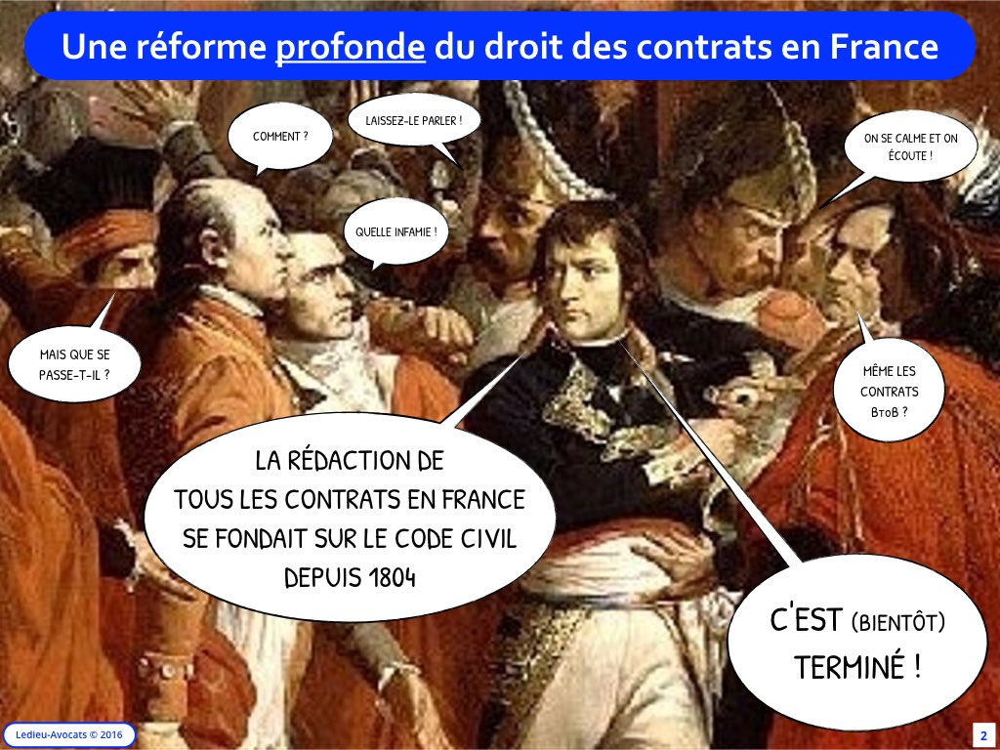 Une réforme profonde du droit des contrats en France
COMMENT ?
LAISSEZ-LE PARLER !
ON SE CALME ET ON
ÉCOUTE !
QUELLE INFAMIE !
MAIS QUE SE
PASSE-T-IL ?
MÊME LES
CONTRATS
BTOB ?
LA RÉDACTION DE
TOUS LES CONTRATS EN FRANCE
SE FONDAIT SUR LE CODE CIVIL
DEPUIS 1804
C'EST (BIENTÔT)
TERMINÉ !
Ledieu-Avocats © 2016
2